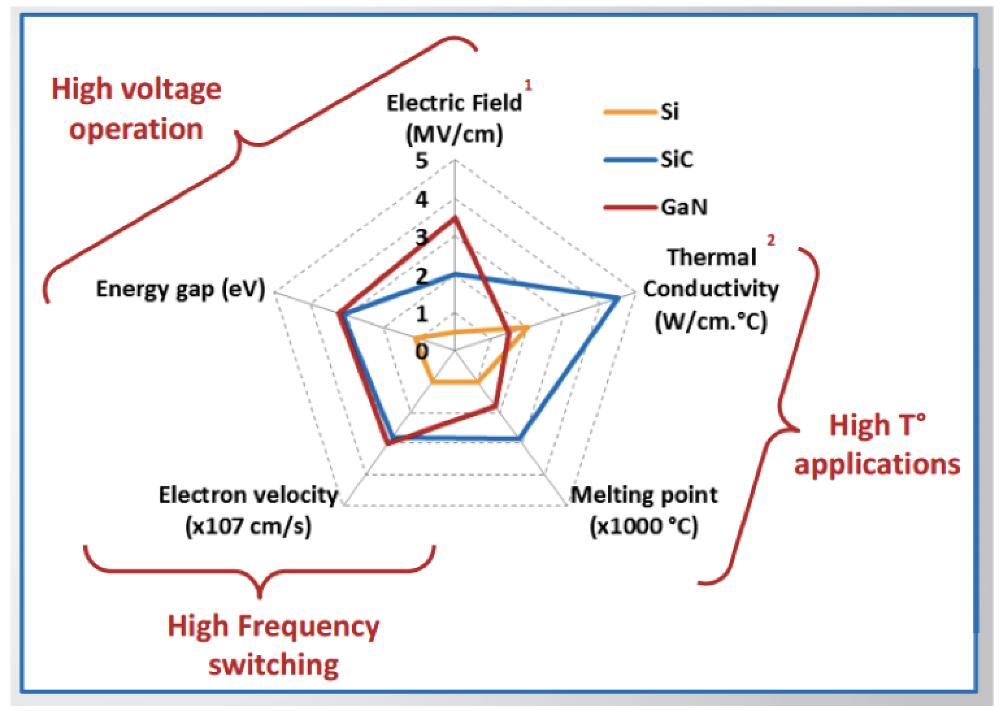 High voltage
operation
Electric Field 1
(MV/cm)
Si
SiC
GaN
5
4
3
2
1
0
Thermal 2
Conductivity
(W/cm.°C)
Energy gap (eV)
High T°
applications
Electron velocity
(x107 cm/s)
Melting point
(x1000 °C)
High Frequency
switching